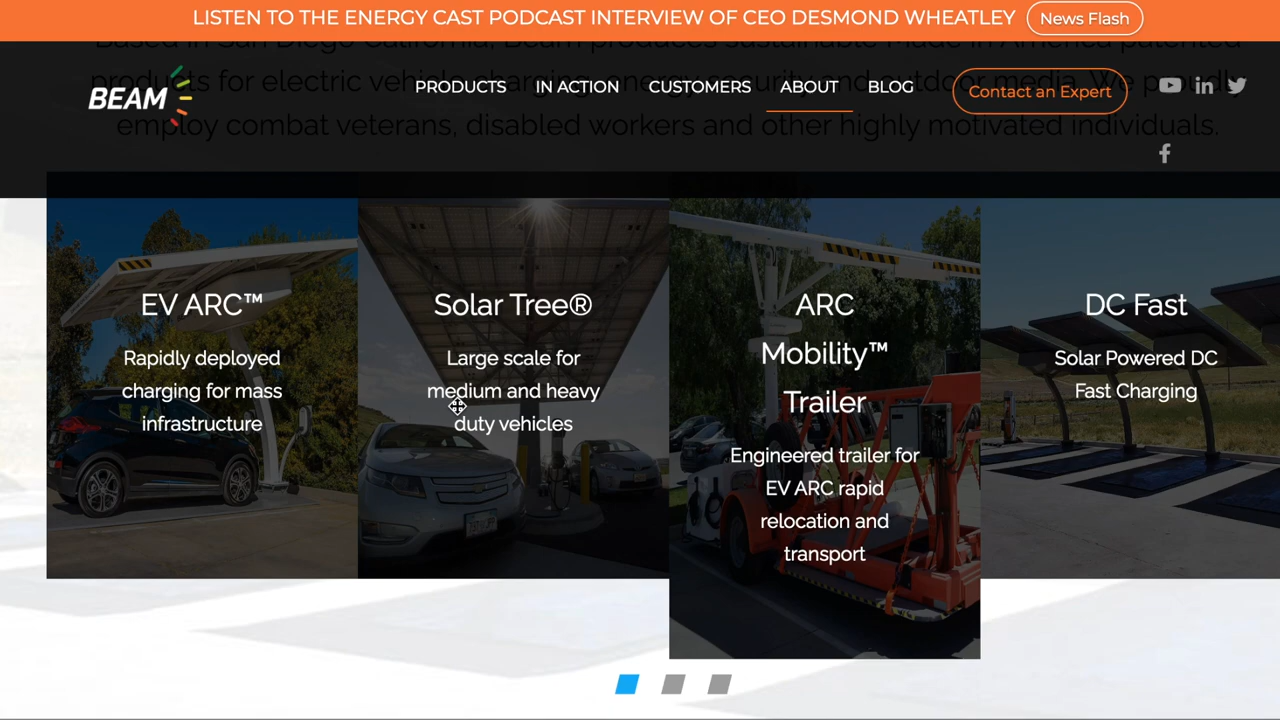 LISTEN TO THE ENERGY CAST PODCAST INTERVIEW OF CEO DESMOND WHEATLEY News Flash
Based in San Diego California, Beam produces sustainable Made in America patented
products for electric vehicle charging, energy security and outdoor media. We proudly
BEAM PRODUCTS IN ACTION CUSTOMERS ABOUT BLOG Contact an Expert
employ combat veterans, disabled workers and other highly motivated individuals.
EV ARC™
Rapidly deployed
charging for mass
infrastructure
Solar Tree®
Large scale for
medium and heavy
duty vehicles
ARC
Mobility™
Trailer
Engineered trailer for
EV ARC rapid
relocation and
transport
DC Fast
Solar Powered DC
Fast Charging